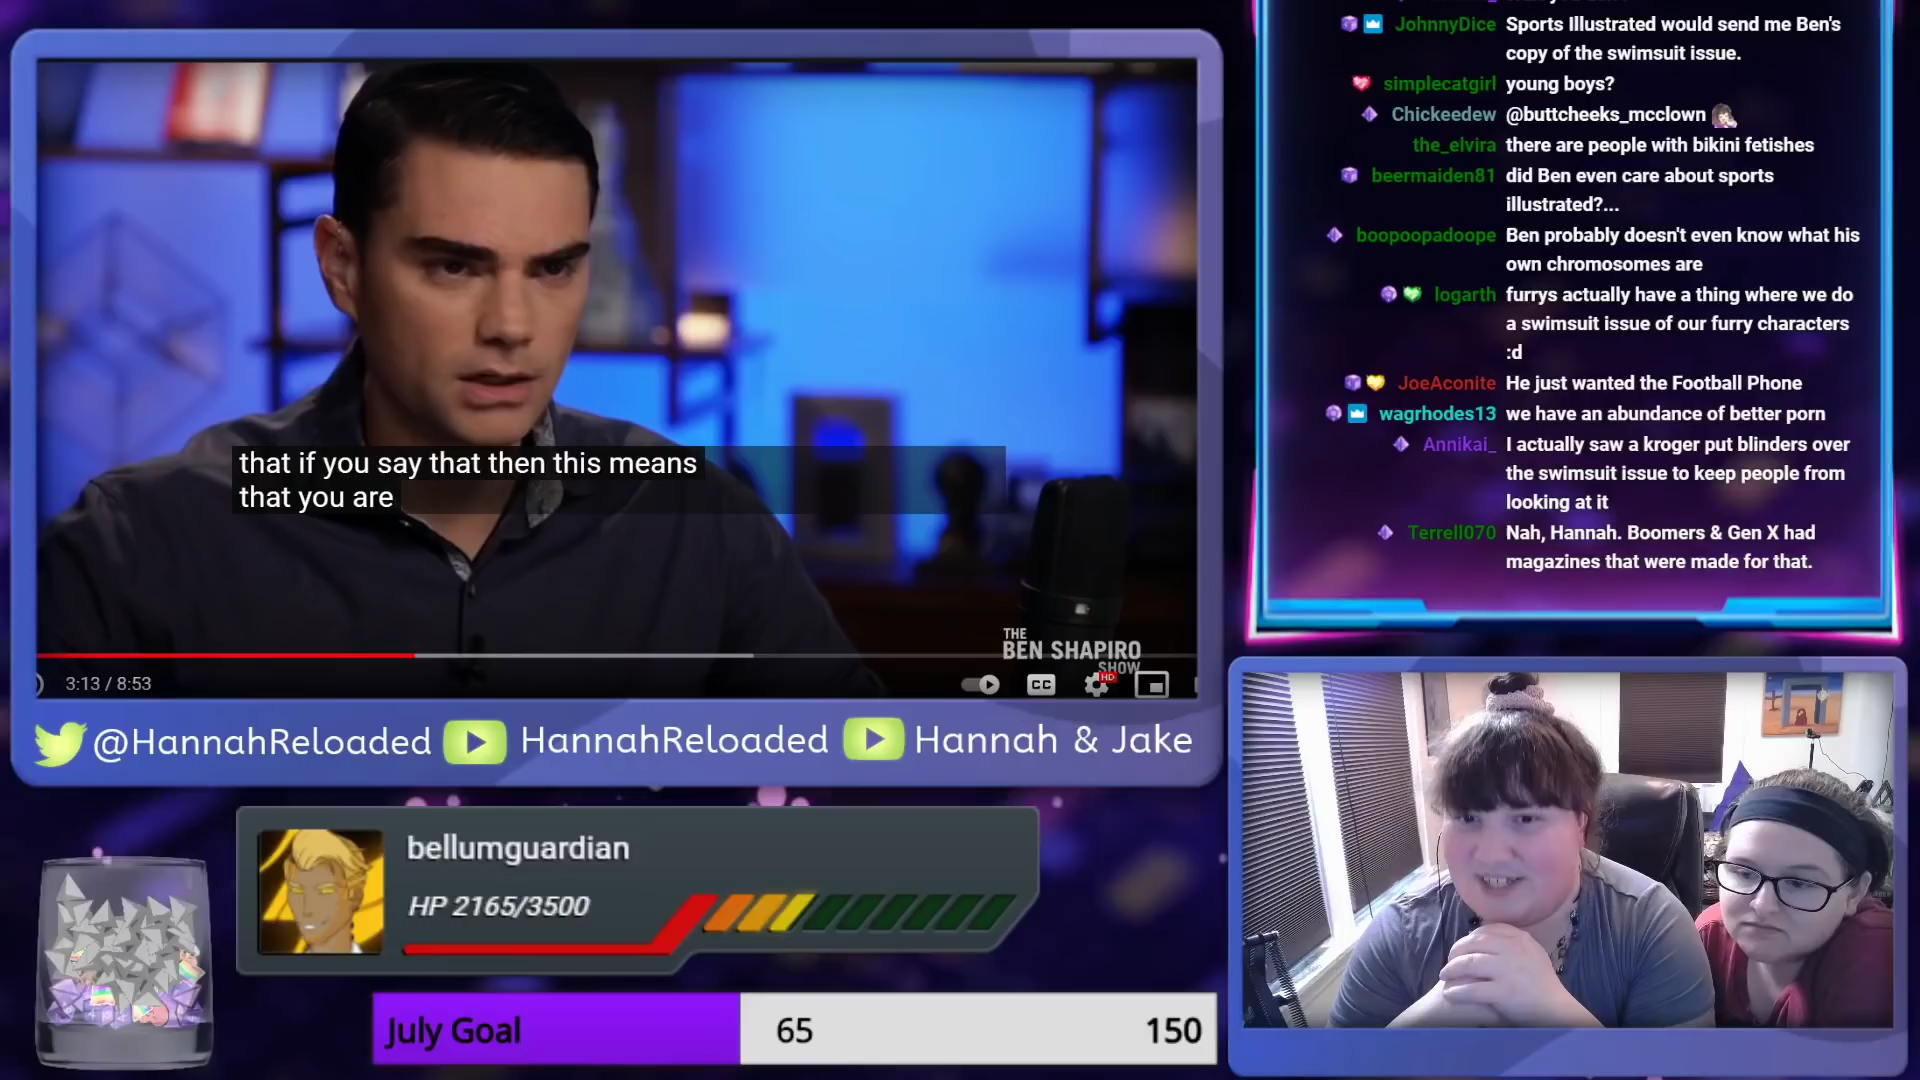 that if you say that then this means
that you are
THE
BEN SHAPIRO
SHOW
3:13 / 8:53
CC
HD
@HannahReloaded HannahReloaded Hannah & Jake
bellumguardian
HP 2165/3500
July Goal 65 150
JohnnyDice Sports Illustrated would send me Ben's
copy of the swimsuit issue.
simplecatgirl young boys?
Chickeedew @buttcheeks_mcclown
the_elvira there are people with bikini fetishes
beermaiden81 did Ben even care about sports
illustrated?...
boopoopadoope Ben probably doesn't even know what his
own chromosomes are
logarth furrys actually have a thing where we do
a swimsuit issue of our furry characters
:d
JoeAconite He just wanted the Football Phone
wagrhodes13 we have an abundance of better porn
Annikai_ I actually saw a kroger put blinders over
the swimsuit issue to keep people from
looking at it
Terrell070 Nah, Hannah. Boomers & Gen X had
magazines that were made for that.